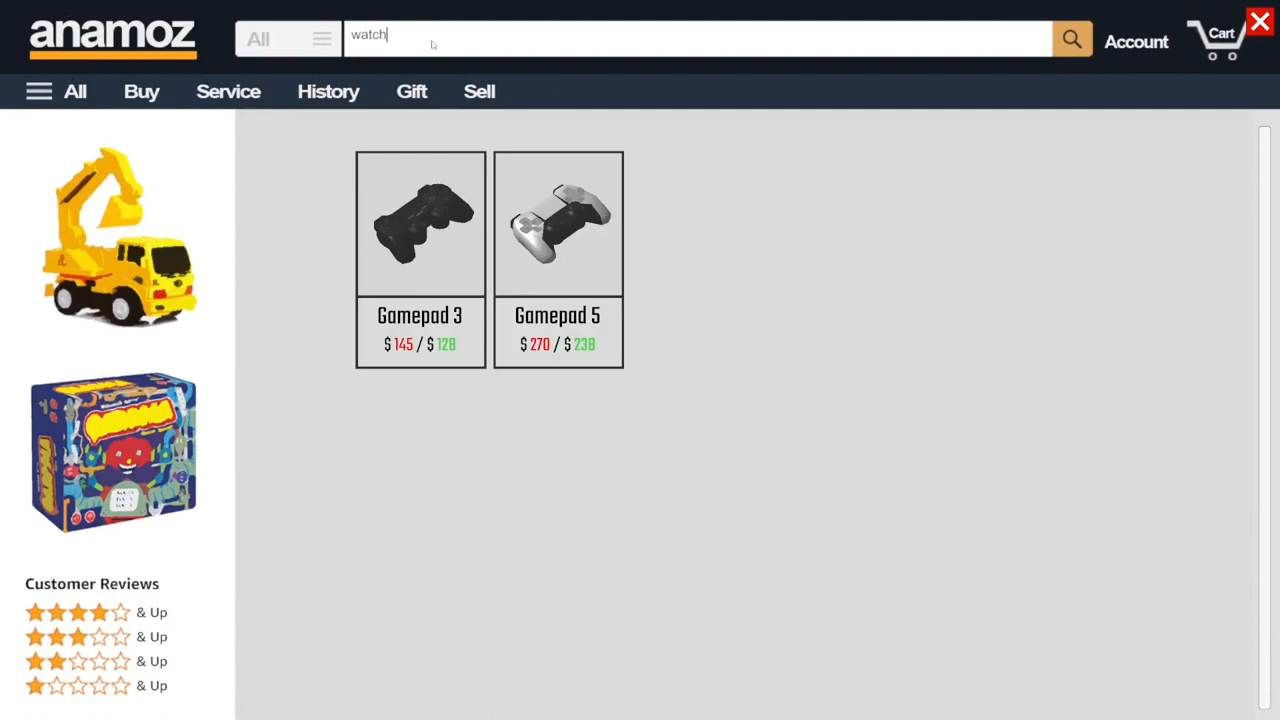 anamoz
All
watch
Account
Cart
All Buy Service History Gift Sell
Gamepad 3
$ 145 / $ 128
Gamepad 5
$ 270 / $ 238
Customer Reviews
& Up
& Up
& Up
& Up